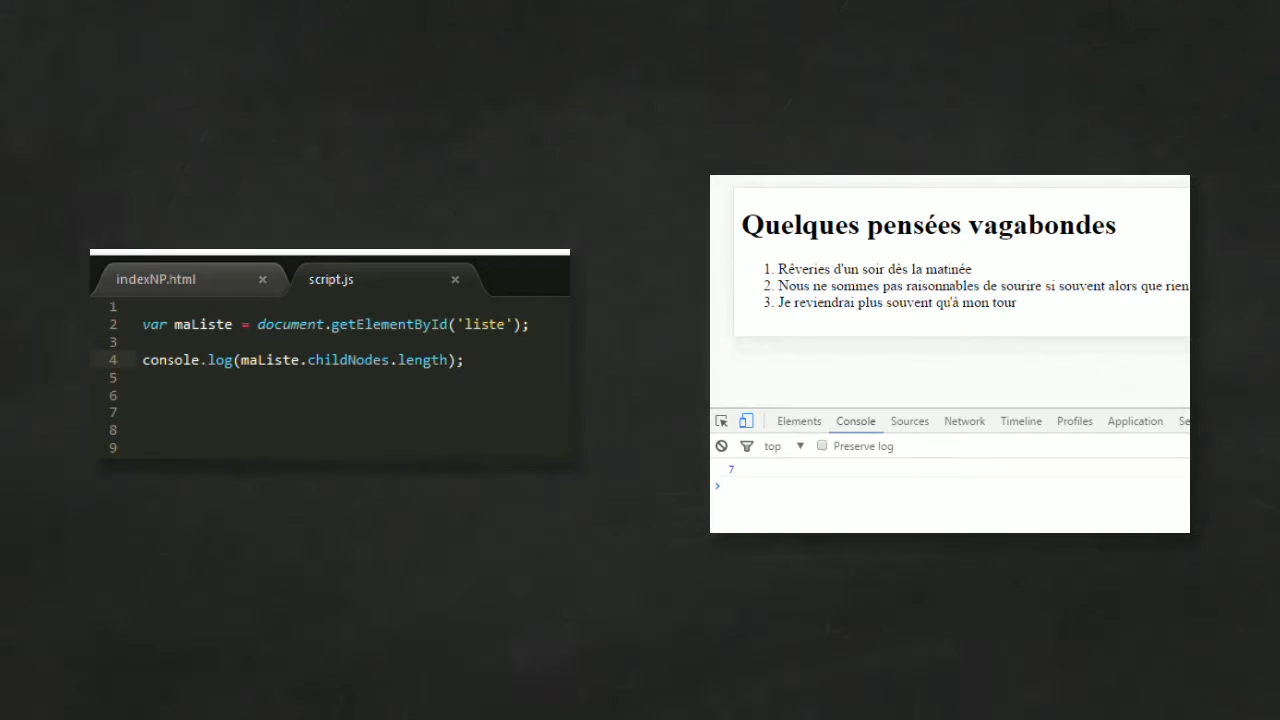 indexNP.html ×
script.js ×
1
2 var maListe = document.getElementById('liste');
3
4 console.log(maListe.childNodes.length);
5
6
7
8
9
Quelques pensées vagabondes
1. Rêveries d'un soir dès la matinée
2. Nous ne sommes pas raisonnables de sourire si souvent alors que rien
3. Je reviendrai plus souvent qu'à mon tour
Elements Console Sources Network Timeline Profiles Application Se
top ▼ Preserve log
7
>